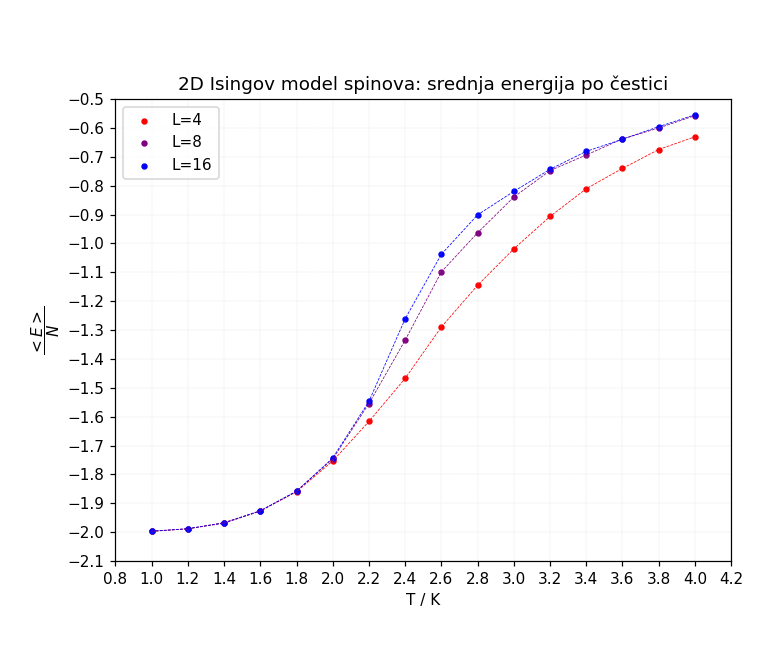 2D Isingov model spinova: srednja energija po čestici
L=4
L=8
L=16
−0.5
−0.6
−0.7
−0.8
−0.9
−1.0
−1.1
−1.2
−1.3
−1.4
−1.5
−1.6
−1.7
−1.8
−1.9
−2.0
−2.1
<E>
N
0.8 1.0 1.2 1.4 1.6 1.8 2.0 2.2 2.4 2.6 2.8 3.0 3.2 3.4 3.6 3.8 4.0 4.2
T / K